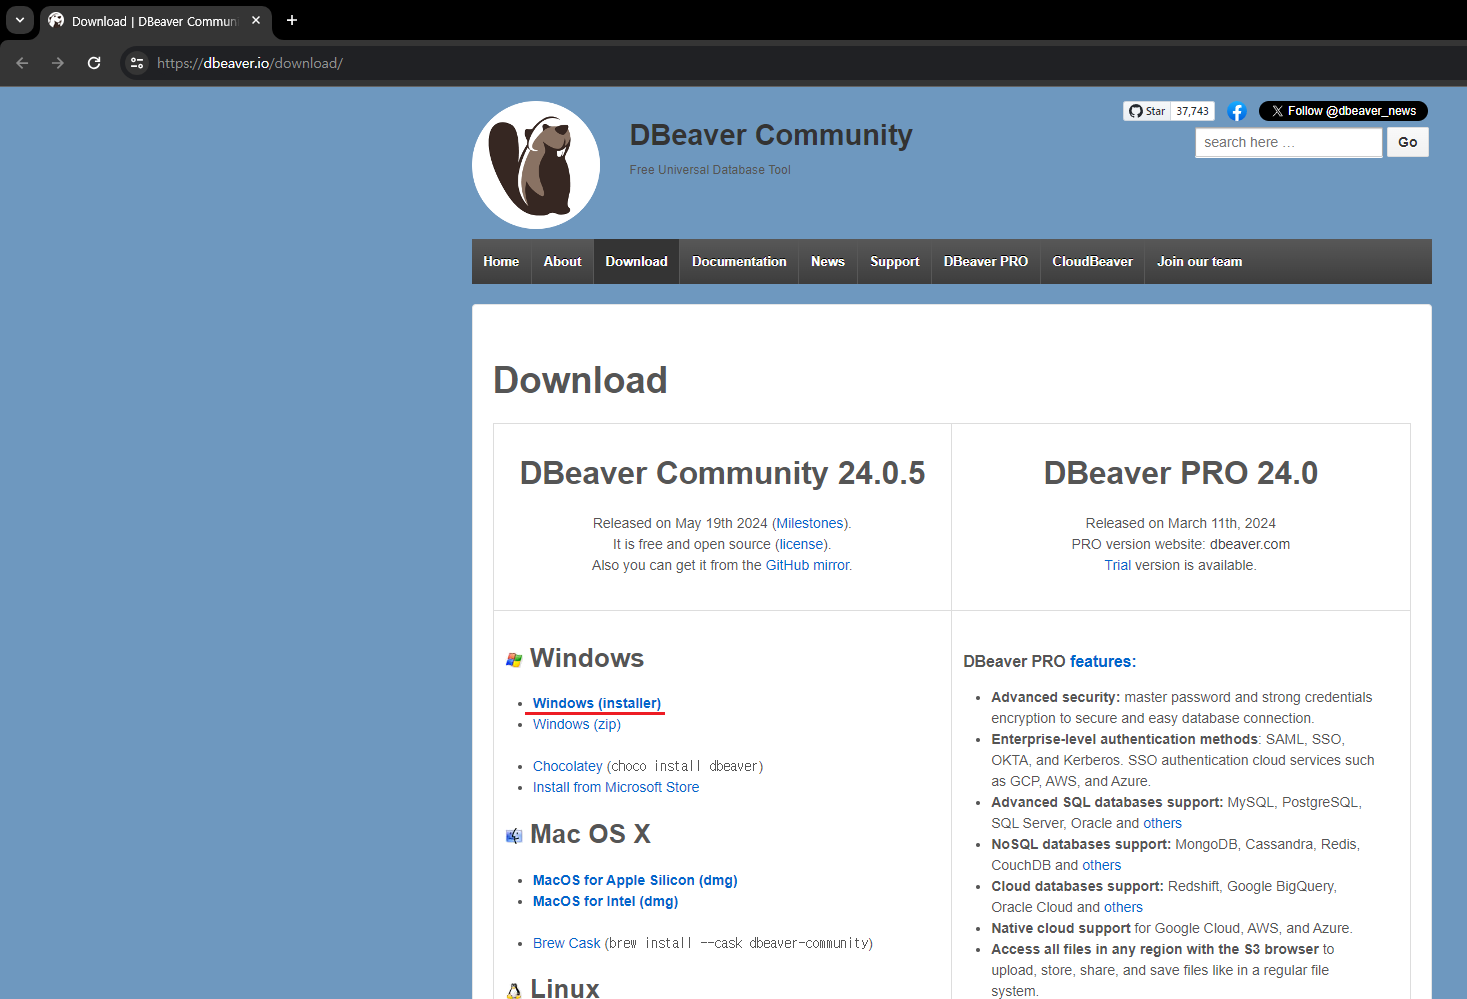 Download | DBeaver Commun
https://dbeaver.io/download/
DBeaver Community
Free Universal Database Tool
Star 37,743
Follow @dbeaver_news
search here …
Go
Home About Download Documentation News Support DBeaver PRO CloudBeaver Join our team
Download
DBeaver Community 24.0.5
Released on May 19th 2024 (Milestones).
It is free and open source (license).
Also you can get it from the GitHub mirror.
DBeaver PRO 24.0
Released on March 11th, 2024
PRO version website: dbeaver.com
Trial version is available.
Windows
Windows (installer)
Windows (zip)
Chocolatey (choco install dbeaver)
Install from Microsoft Store
Mac OS X
MacOS for Apple Silicon (dmg)
MacOS for Intel (dmg)
Brew Cask (brew install --cask dbeaver-community)
Linux
DBeaver PRO features:
Advanced security: master password and strong credentials
encryption to secure and easy database connection.
Enterprise-level authentication methods: SAML, SSO,
OKTA, and Kerberos. SSO authentication cloud services such
as GCP, AWS, and Azure.
Advanced SQL databases support: MySQL, PostgreSQL,
SQL Server, Oracle and others
NoSQL databases support: MongoDB, Cassandra, Redis,
CouchDB and others
Cloud databases support: Redshift, Google BigQuery,
Oracle Cloud and others
Native cloud support for Google Cloud, AWS, and Azure.
Access all files in any region with the S3 browser to
upload, store, share, and save files like in a regular file
system.